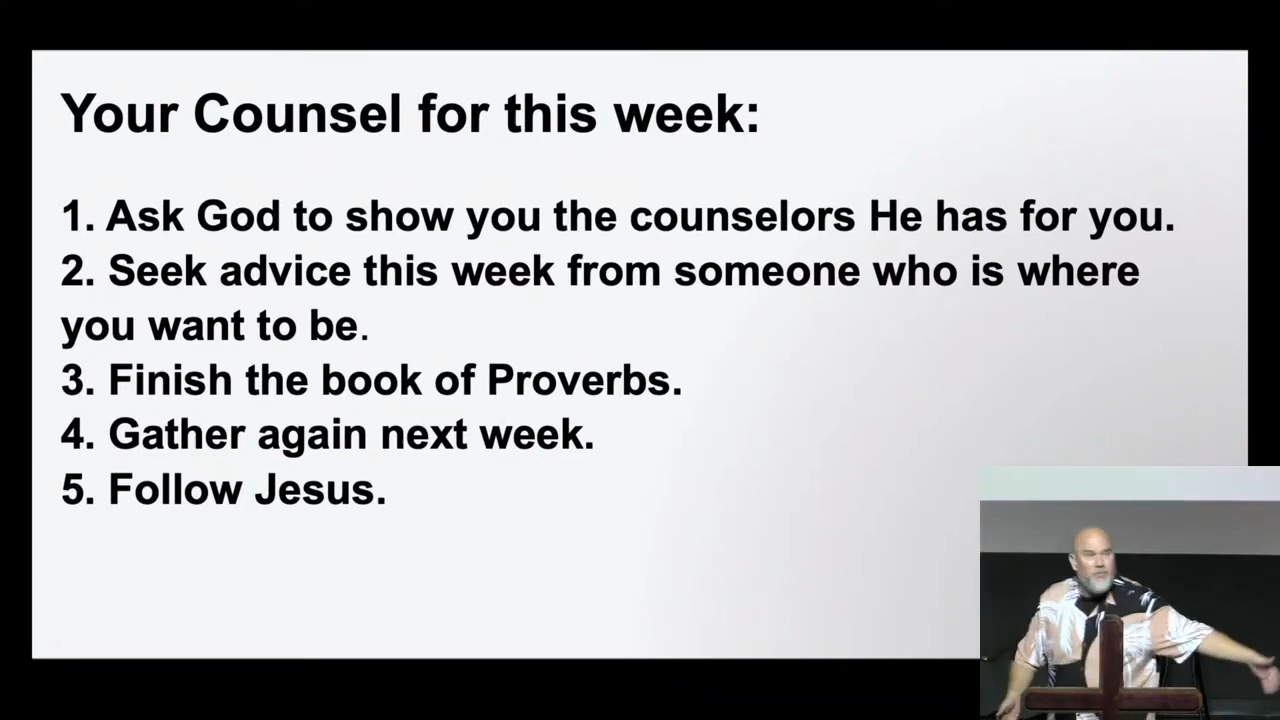 Your Counsel for this week:
1. Ask God to show you the counselors He has for you.
2. Seek advice this week from someone who is where
you want to be.
3. Finish the book of Proverbs.
4. Gather again next week.
5. Follow Jesus.